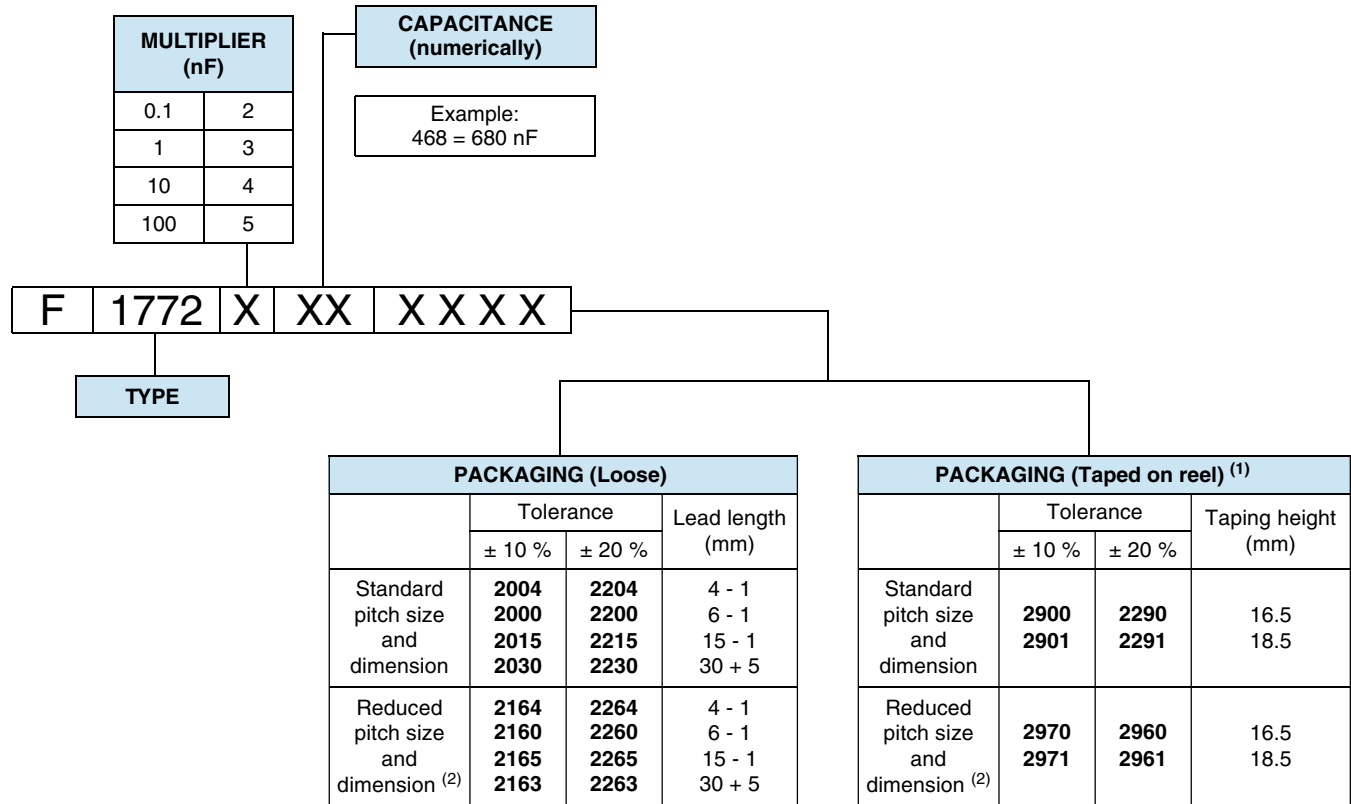 MULTIPLIER
(nF)
0.1 2
1 3
10 4
100 5
CAPACITANCE
(numerically)
Example:
468 = 680 nF
F 1772 X XX X X X X
TYPE
PACKAGING (Loose)
Tolerance Lead length
(mm)
± 10 % ± 20 %
Standard 2004 2204 4 - 1
pitch size 2000 2200 6 - 1
and 2015 2215 15 - 1
dimension 2030 2230 30 + 5
Reduced 2164 2264 4 - 1
pitch size 2160 2260 6 - 1
and 2165 2265 15 - 1
dimension (2) 2163 2263 30 + 5
PACKAGING (Taped on reel) (1)
Tolerance Taping height
(mm)
± 10 % ± 20 %
Standard
pitch size 2900 2290 16.5
and 2901 2291 18.5
dimension
Reduced
pitch size 2970 2960 16.5
and 2971 2961 18.5
dimension (2)